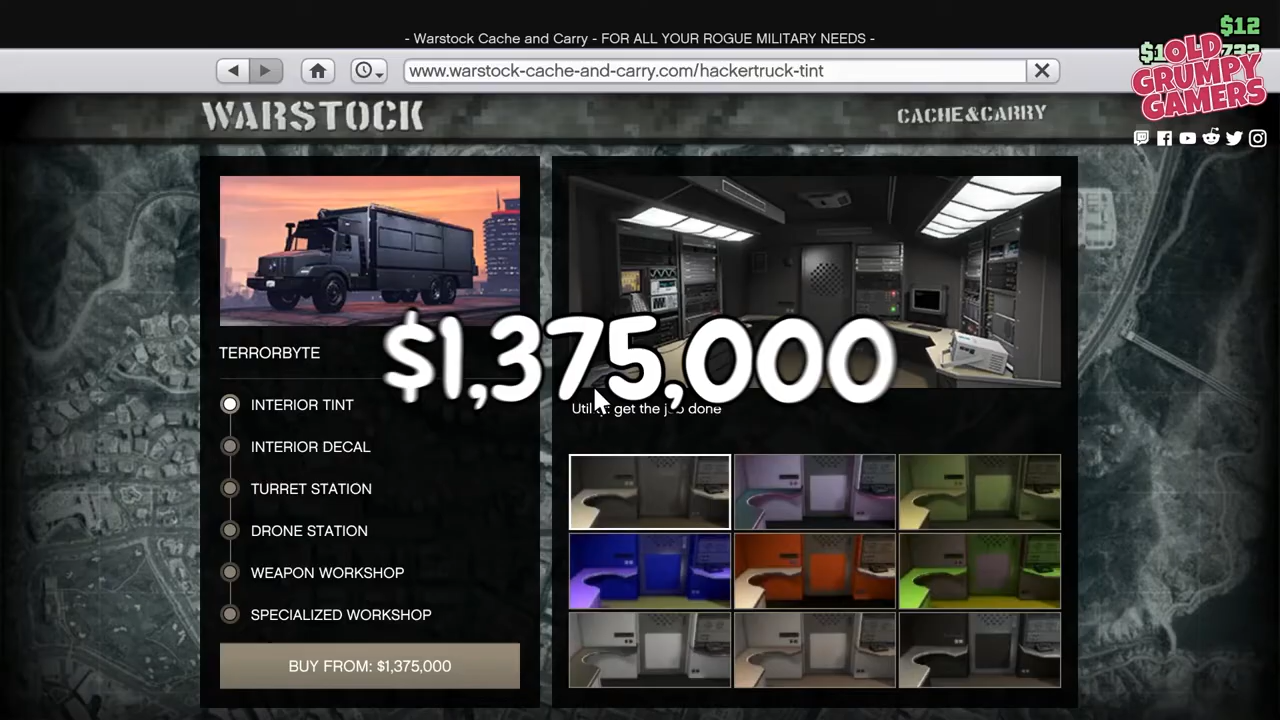 - Warstock Cache and Carry - FOR ALL YOUR ROGUE MILITARY NEEDS -
$12
OLD
GRUMPY
GAMERS
www.warstock-cache-and-carry.com/hackertruck-tint
WARSTOCK
CACHE&CARRY
TERRORBYTE
$1,375,000
INTERIOR TINT
get the job done
INTERIOR DECAL
TURRET STATION
DRONE STATION
WEAPON WORKSHOP
SPECIALIZED WORKSHOP
BUY FROM: $1,375,000